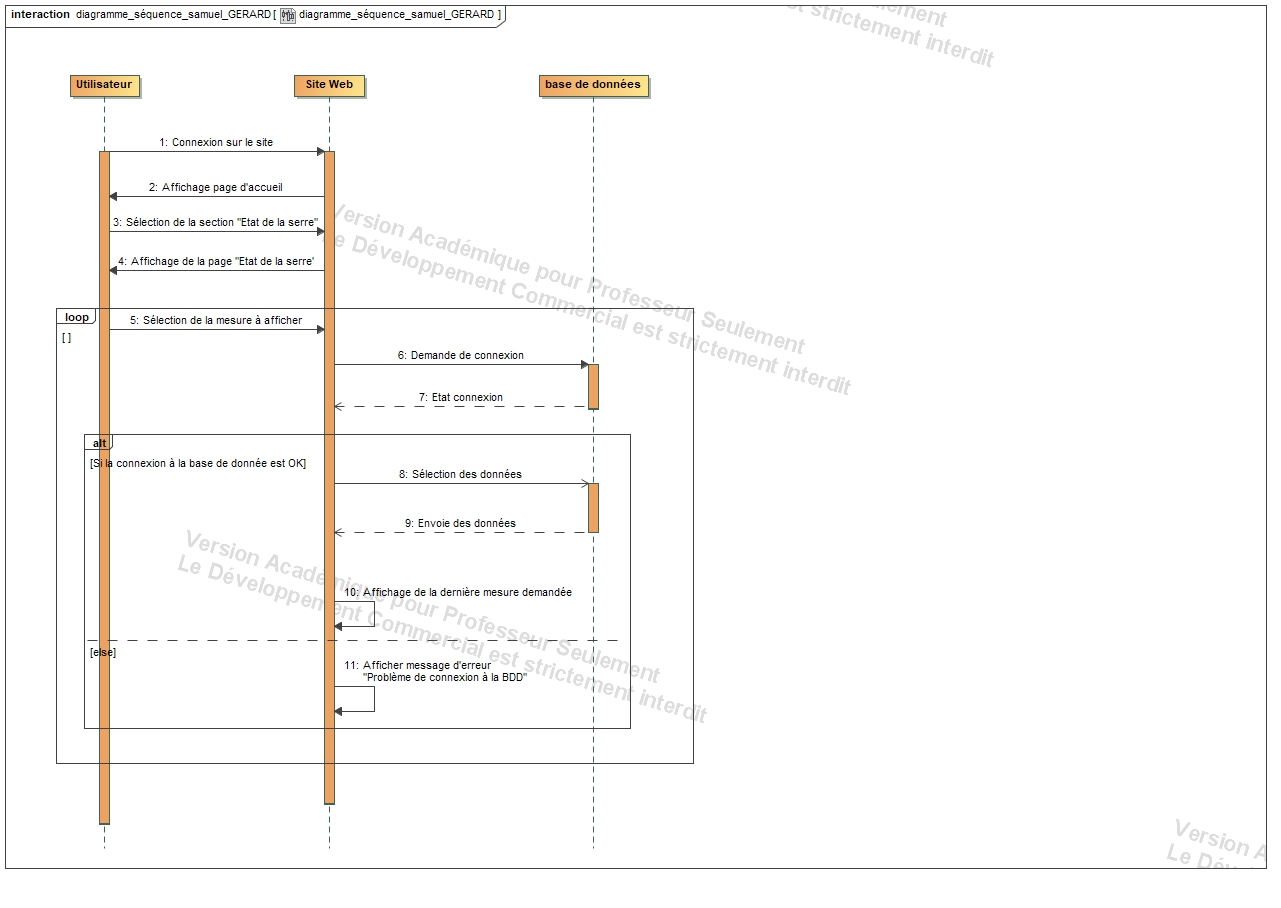 interaction diagramme_séquence_samuel_GERARD[ diagramme_séquence_samuel_GERARD ]
nement
st strictement interdit
Utilisateur
Site Web
base de données
1: Connexion sur le site
2: Affichage page d'accueil
3: Sélection de la section "Etat de la serre"
4: Affichage de la page "Etat de la serre'
Version Académique pour Professeur Seulement
Le Développement Commercial est strictement interdit
loop
[ ]
5: Sélection de la mesure à afficher
6: Demande de connexion
7: Etat connexion
alt
[Si la connexion à la base de donnée est OK]
8: Sélection des données
9: Envoie des données
Version Académique pour Professeur Seulement
Le Développement Commercial est strictement interdit
10: Affichage de la dernière mesure demandée
[else]
11: Afficher message d'erreur
"Problème de connexion à la BDD"
Version A
Le Dév